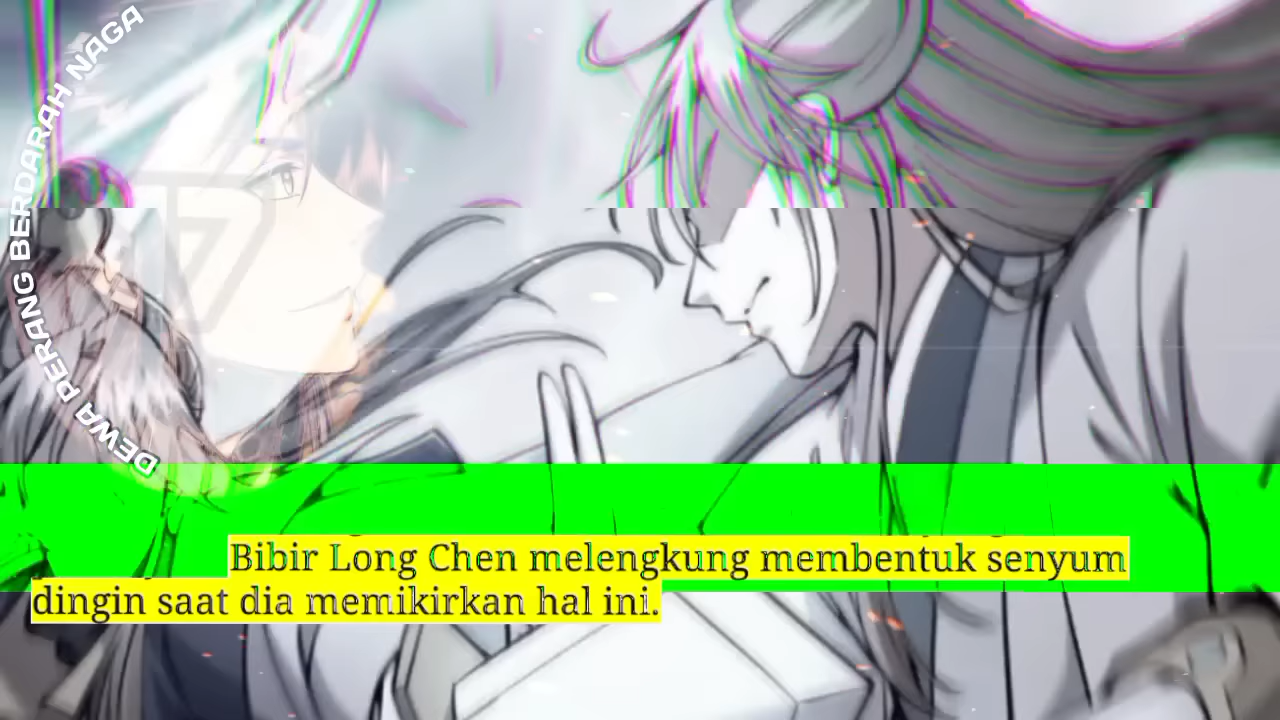 DEWA PERANG BERDARAH NAGA
Bibir Long Chen melengkung membentuk senyum
dingin saat dia memikirkan hal ini.